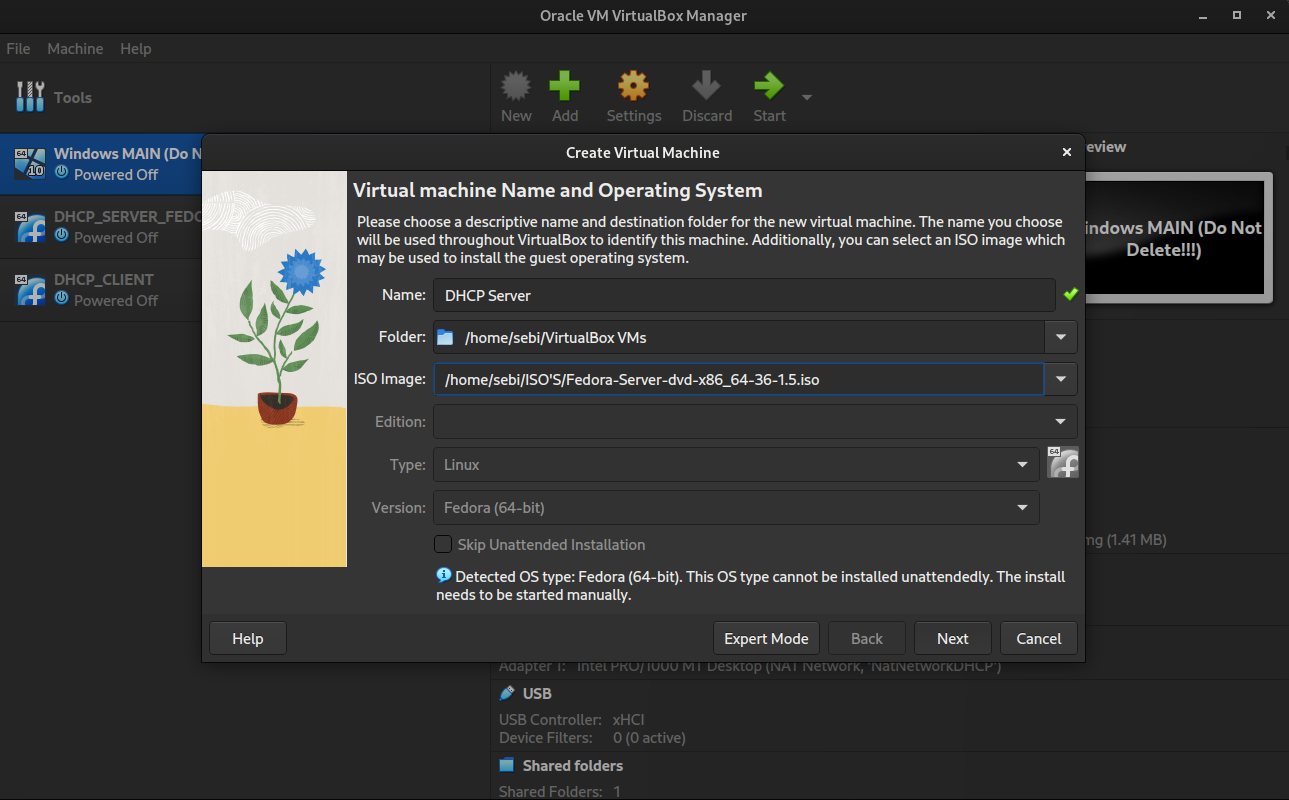 Oracle VM VirtualBox Manager
File Machine Help
Tools
New Add Settings Discard Start
64
10
Windows MAIN (Do N
Powered Off
64
DHCP_SERVER_FEDO
Powered Off
64
DHCP_CLIENT
Powered Off
eview
indows MAIN (Do Not
Delete!!!)
Create Virtual Machine
Virtual machine Name and Operating System
Please choose a descriptive name and destination folder for the new virtual machine. The name you choose
will be used throughout VirtualBox to identify this machine. Additionally, you can select an ISO image which
may be used to install the guest operating system.
Name: DHCP Server
Folder: /home/sebi/VirtualBox VMs
ISO Image: /home/sebi/ISO'S/Fedora-Server-dvd-x86_64-36-1.5.iso
Edition:
Type: Linux
64
Version: Fedora (64-bit)
Skip Unattended Installation
Detected OS type: Fedora (64-bit). This OS type cannot be installed unattendedly. The install
needs to be started manually.
Help Expert Mode Back Next Cancel
mg (1.41 MB)
Adapter 1: Intel PRO/1000 MT Desktop (NAT Network, 'NatNetworkDHCP')
USB
USB Controller: xHCI
Device Filters: 0 (0 active)
Shared folders
Shared Folders: 1